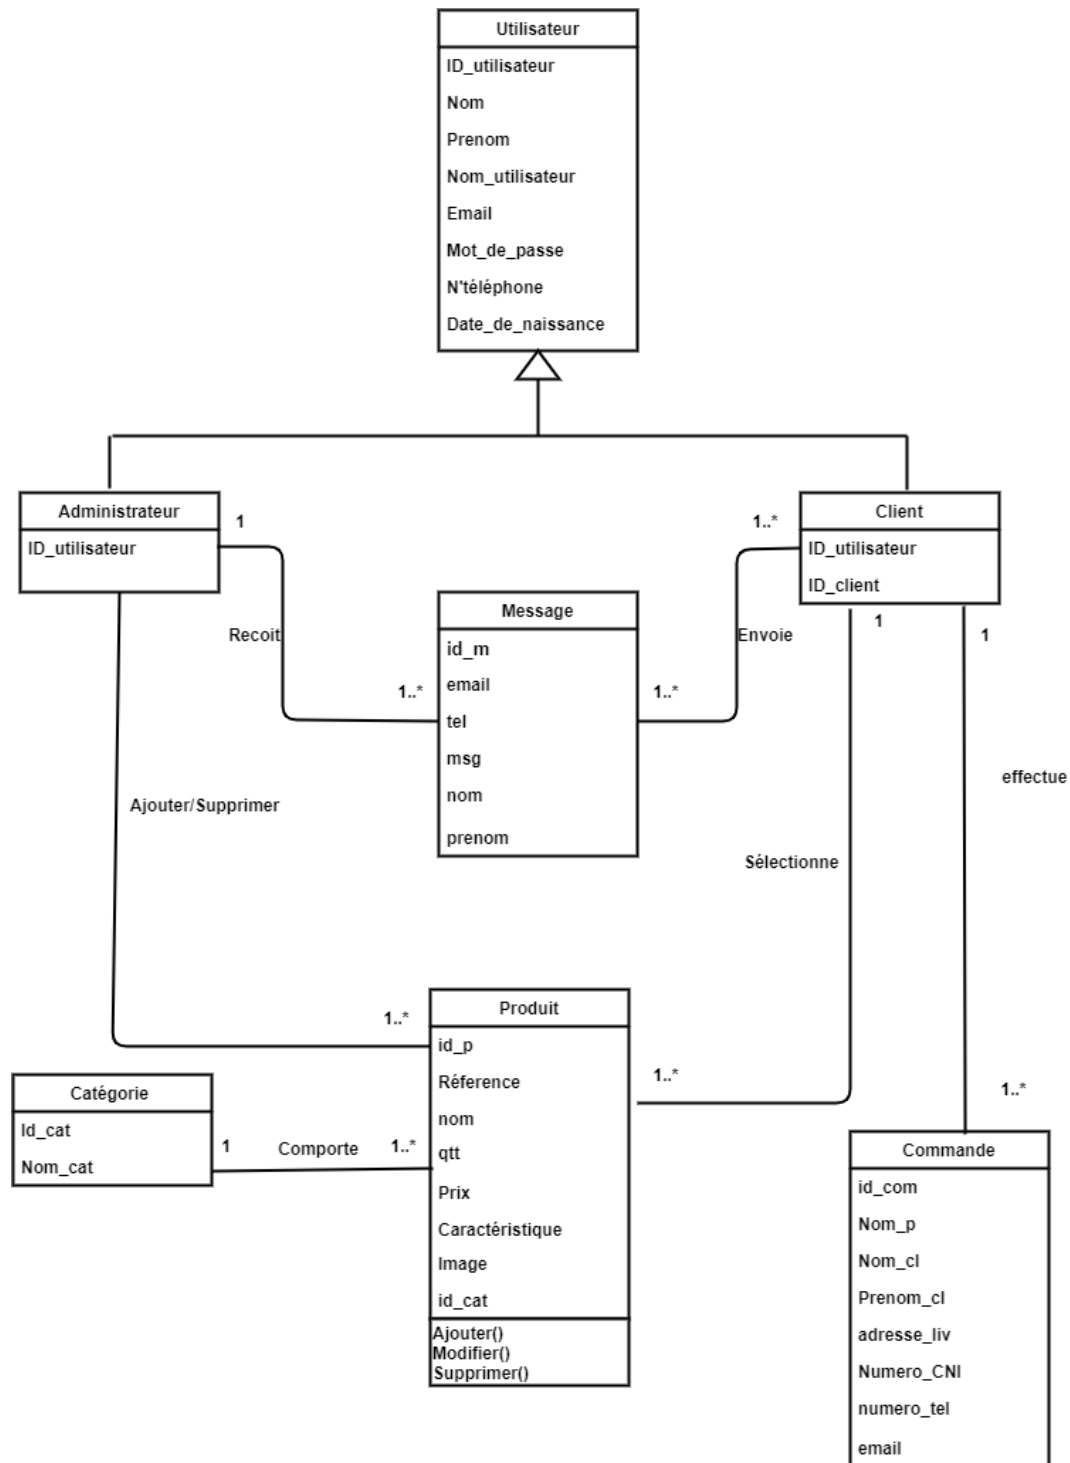 Utilisateur
ID_utilisateur
Nom
Prenom
Nom_utilisateur
Email
Mot_de_passe
N'téléphone
Date_de_naissance
Administrateur
ID_utilisateur
1
1..*
Client
ID_utilisateur
ID_client
Message
id_m
email
tel
msg
nom
prenom
Recoit
1..*
1..*
Envoie
1
1
effectue
Ajouter/Supprimer
Sélectionne
1..*
Produit
id_p
Réference
nom
qtt
Prix
Caractéristique
Image
id_cat
Ajouter()
Modifier()
Supprimer()
1..*
1..*
Catégorie
Id_cat
Nom_cat
1
Comporte
1..*
Commande
id_com
Nom_p
Nom_cl
Prenom_cl
adresse_liv
Numero_CNI
numero_tel
email